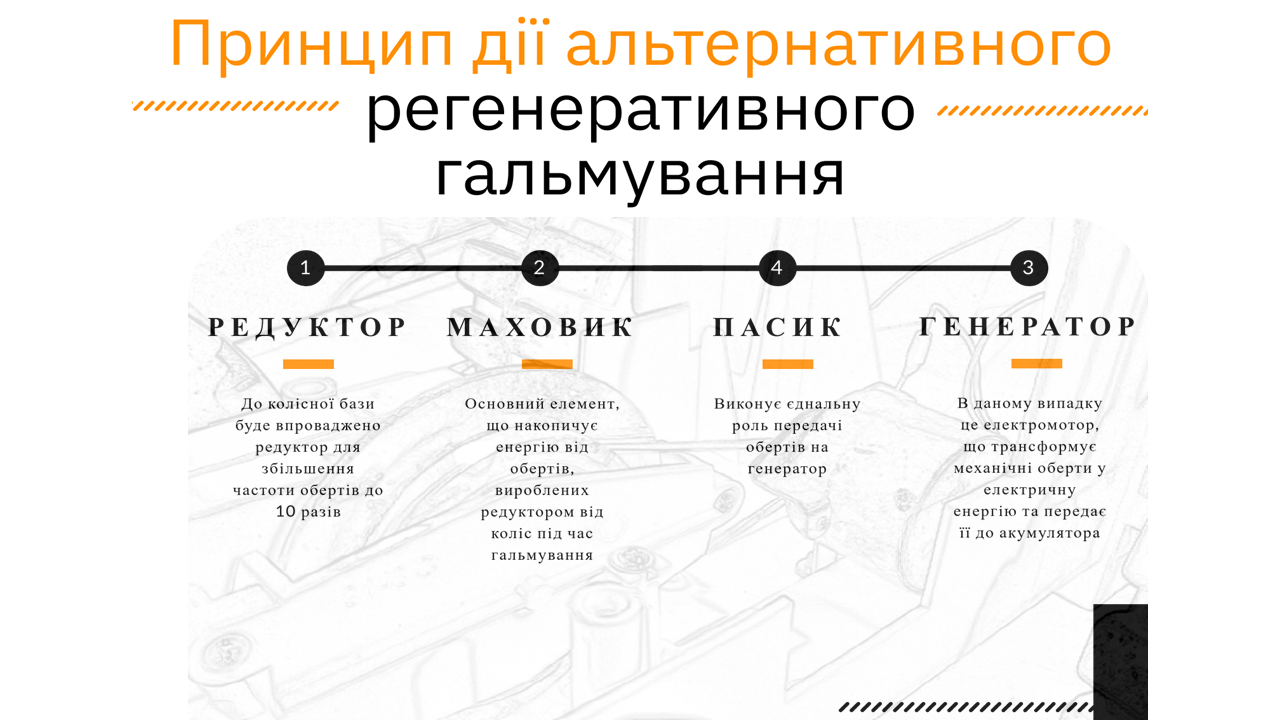 Принцип дії альтернативного
регенеративного
гальмування
1
2
4
3
РЕДУКТОР
МАХОВИК
ПАСИК
ГЕНЕРАТОР
До колісної бази
буде впроваджено
редуктор для
збільшення
частоти обертів до
10 разів
Основний елемент,
що накопичує
енергію від
обертів,
вироблених
редуктором від
коліс під час
гальмування
Виконує єднальну
роль передачі
обертів на
генератор
В даному випадку
це електромотор,
що трансформує
механічні оберти у
електричну
енергію та передає
її до акумулятора